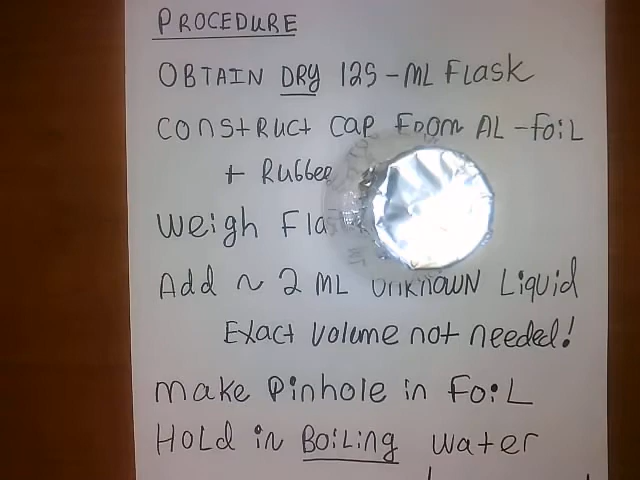 PROCEDURE
OBTAIN DRY 125-mL Flask
Construct cap From AL-foiL
+ Rubber
Weigh Fla
Add ~ 2 mL Unknown Liquid
Exact Volume not needed!
make Pinhole in FoiL
HOLD in BoiLing water